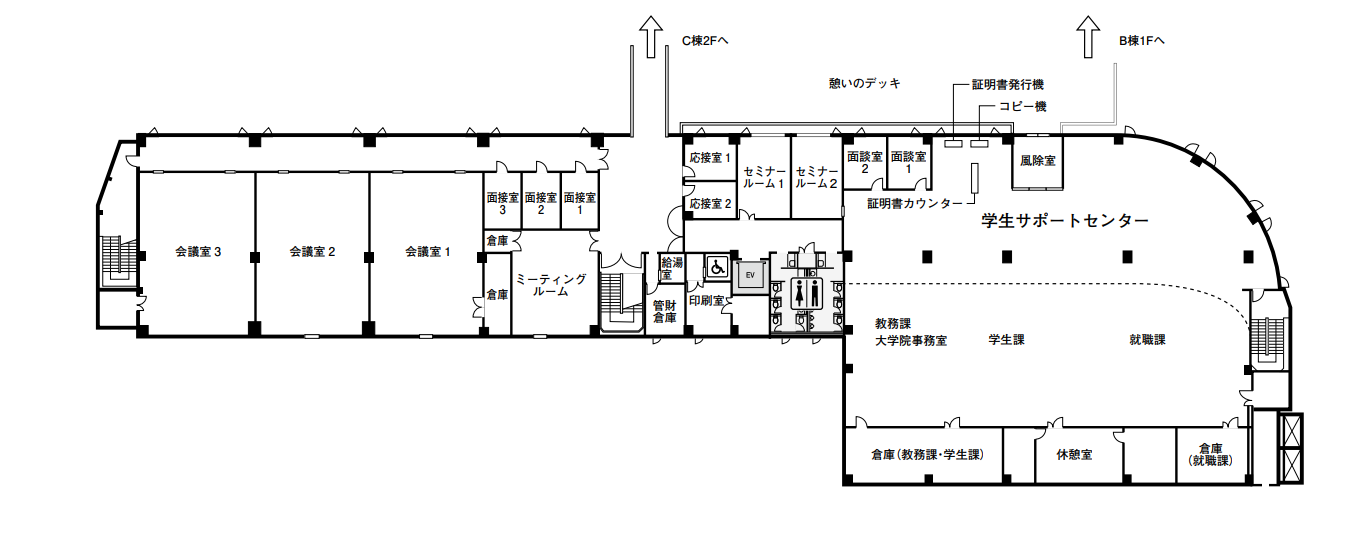 C棟2Fへ
B棟1Fへ
憩いのデッキ
証明書発行機
コピー機
応接室1
セミナー
ルーム1
セミナー
ルーム2
面談室
2
面談室
1
風除室
面接室
3
面接室
2
面接室
1
応接室2
証明書カウンター
学生サポートセンター
会議室3
会議室2
会議室1
倉庫
倉庫
ミーティング
ルーム
給湯
室
EV
管財
倉庫
印刷室
教務課
大学院事務室
学生課
就職課
倉庫(教務課・学生課)
休憩室
倉庫
(就職課)